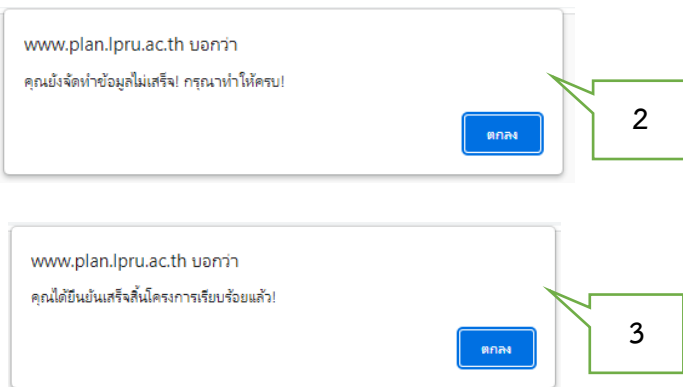 www.plan.lpru.ac.th บอกว่า
คุณยังจัดทำข้อมูลไม่เสร็จ! กรุณาทำให้ครบ!
ตกลง
2
www.plan.lpru.ac.th บอกว่า
คุณได้ยืนยันเสร็จสิ้นโครงการเรียบร้อยแล้ว!
ตกลง
3